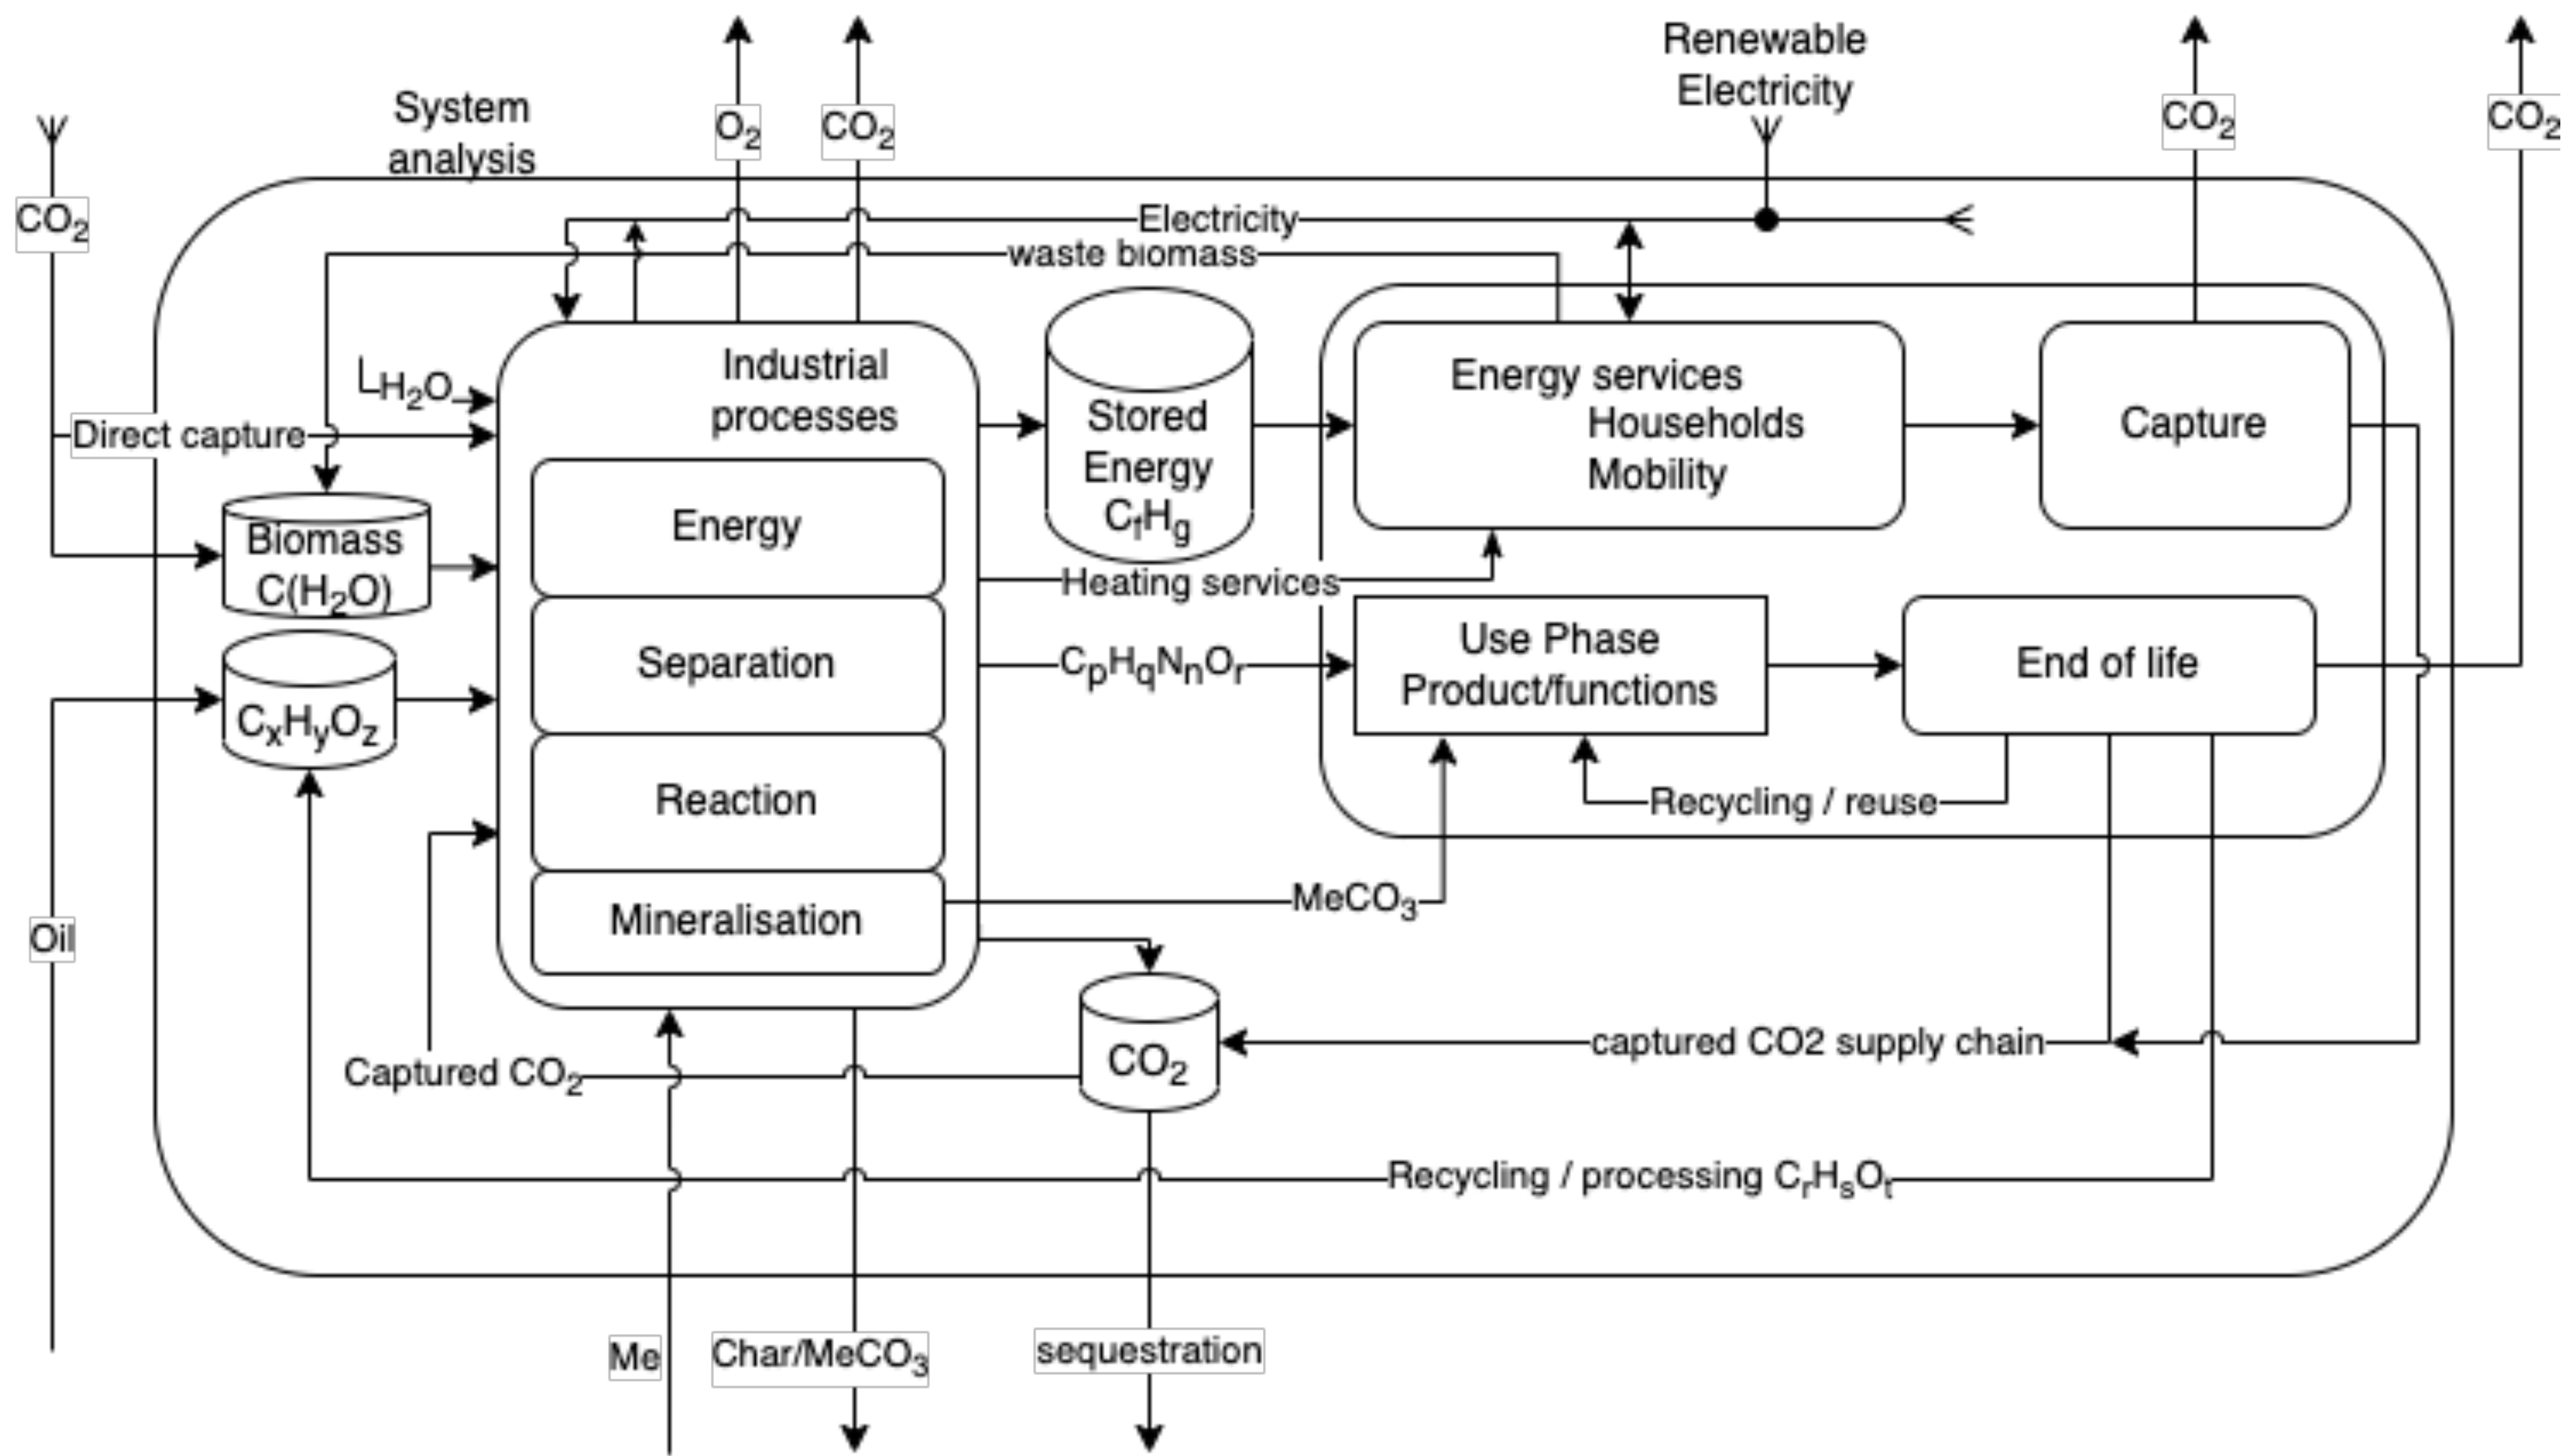 Renewable
Electricity
System
analysis
O₂
CO₂
CO₂
CO₂
CO₂
Electricity
waste biomass
H₂O
Direct capture
Industrial
processes
Stored
Energy
CfHg
Energy services
Households
Mobility
Capture
Biomass
C(H₂O)
Energy
Heating services
CxHyOz
Separation
CpHqNnOr
Use Phase
Product/functions
End of life
Reaction
Recycling / reuse
Mineralisation
MeCO₃
Oil
Captured CO₂
CO₂
captured CO2 supply chain
Recycling / processing CrHsOt
Me
Char/MeCO₃
sequestration